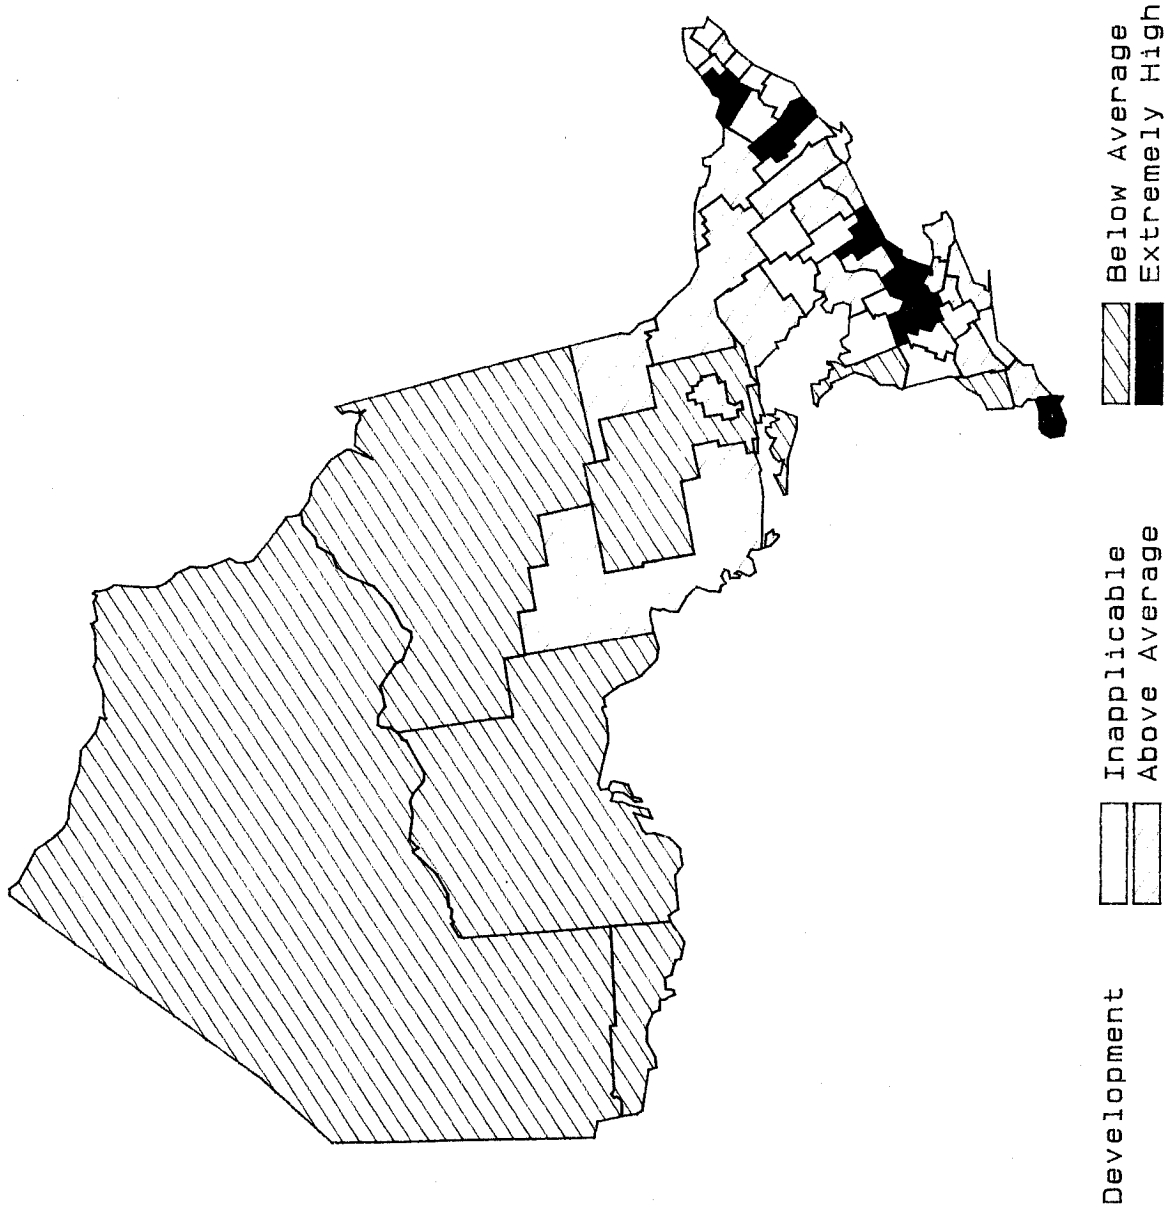 Development
Inapplicable
Above Average
Below Average
Extremely High